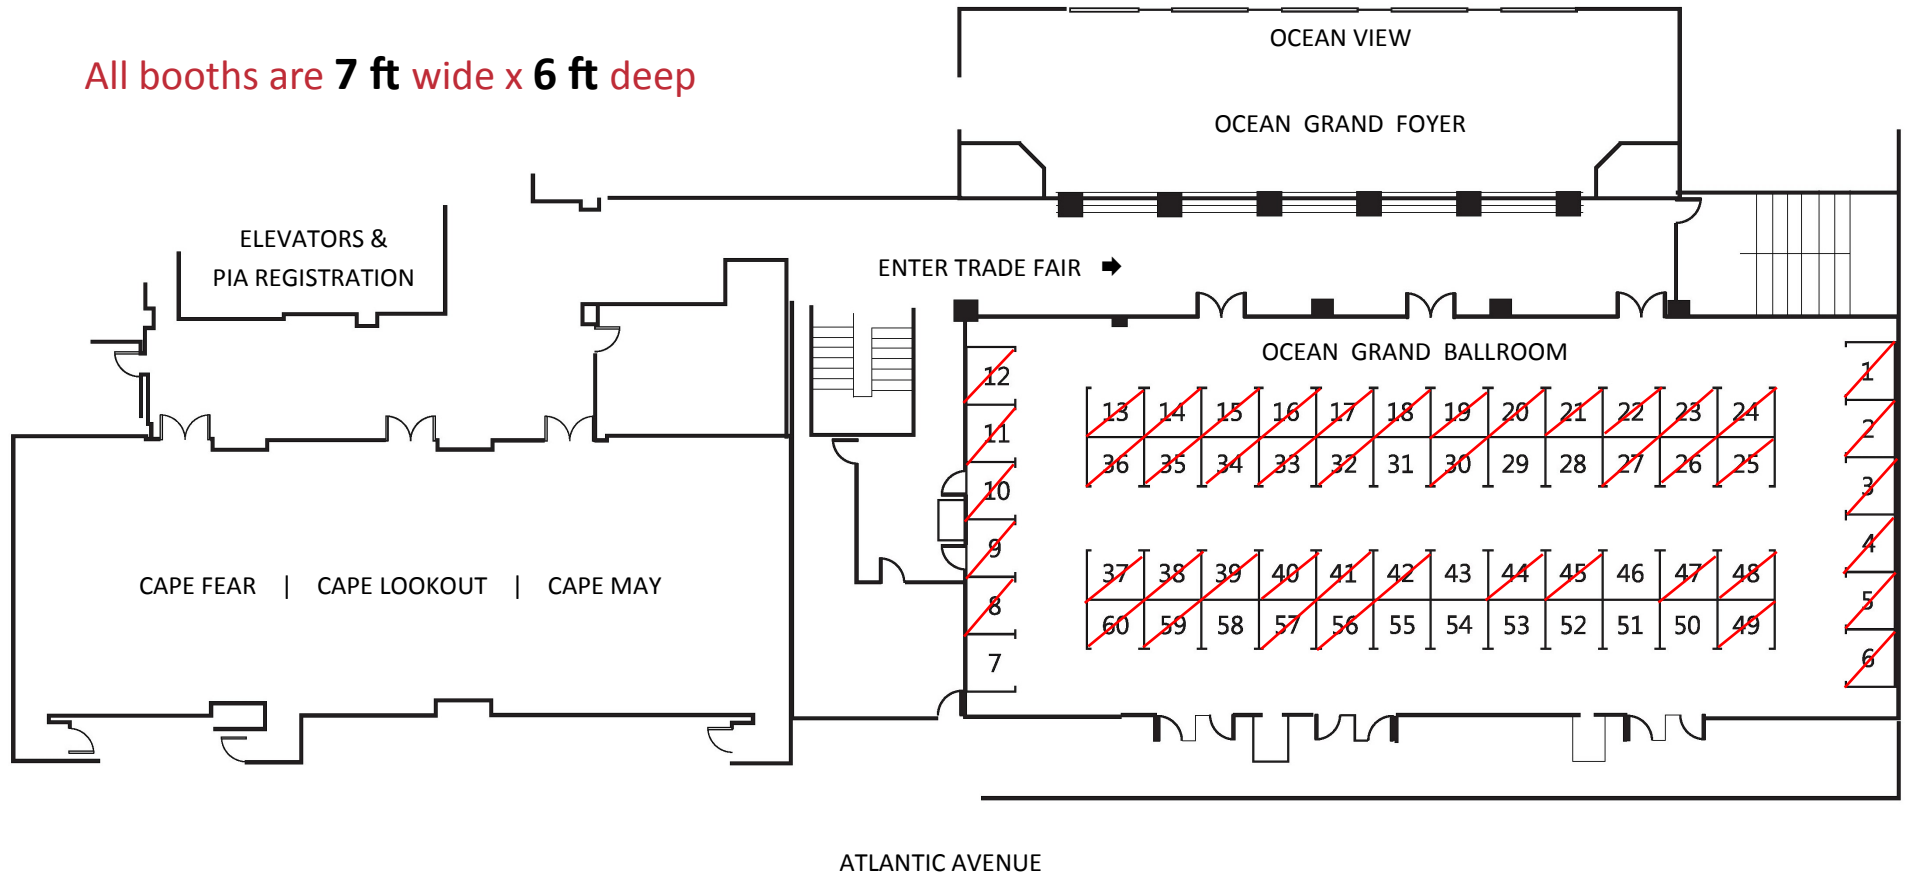 OCEAN VIEW
All booths are 7 ft wide x 6 ft deep
OCEAN GRAND FOYER
ELEVATORS &
PIA REGISTRATION
ENTER TRADE FAIR
OCEAN GRAND BALLROOM
12
11
10
9
8
7
13 14 15 16 17 18 19 20 21 22 23 24
36 35 34 33 32 31 30 29 28 27 26 25
37 38 39 40 41 42 43 44 45 46 47 48
60 59 58 57 56 55 54 53 52 51 50 49
1
2
3
4
5
6
CAPE FEAR | CAPE LOOKOUT | CAPE MAY
ATLANTIC AVENUE